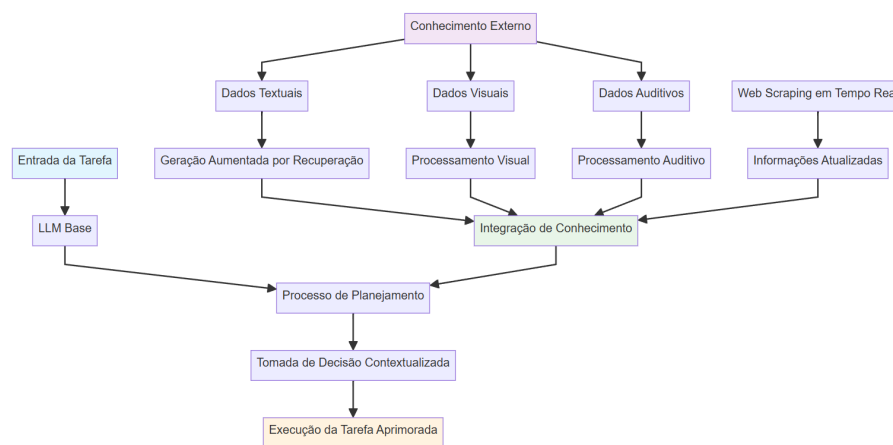 Conhecimento Externo
Dados Textuais
Dados Visuais
Dados Auditivos
Web Scraping em Tempo Rea
Entrada da Tarefa
Geração Aumentada por Recuperação
Processamento Visual
Processamento Auditivo
Informações Atualizadas
LLM Base
Integração de Conhecimento
Processo de Planejamento
Tomada de Decisão Contextualizada
Execução da Tarefa Aprimorada